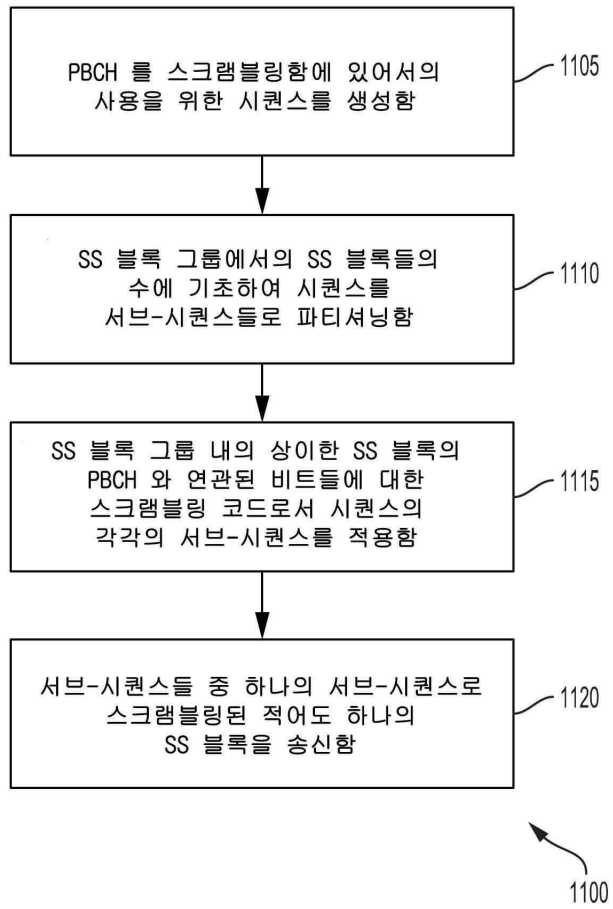 PBCH 를 스크램블링함에 있어서의
사용을 위한 시퀀스를 생성함
1105
SS 블록 그룹에서의 SS 블록들의
수에 기초하여 시퀀스를
서브-시퀀스들로 파티셔닝함
1110
SS 블록 그룹 내의 상이한 SS 블록의
PBCH 와 연관된 비트들에 대한
스크램블링 코드로서 시퀀스의
각각의 서브-시퀀스를 적용함
1115
서브-시퀀스들 중 하나의 서브-시퀀스로
스크램블링된 적어도 하나의
SS 블록을 송신함
1120
1100